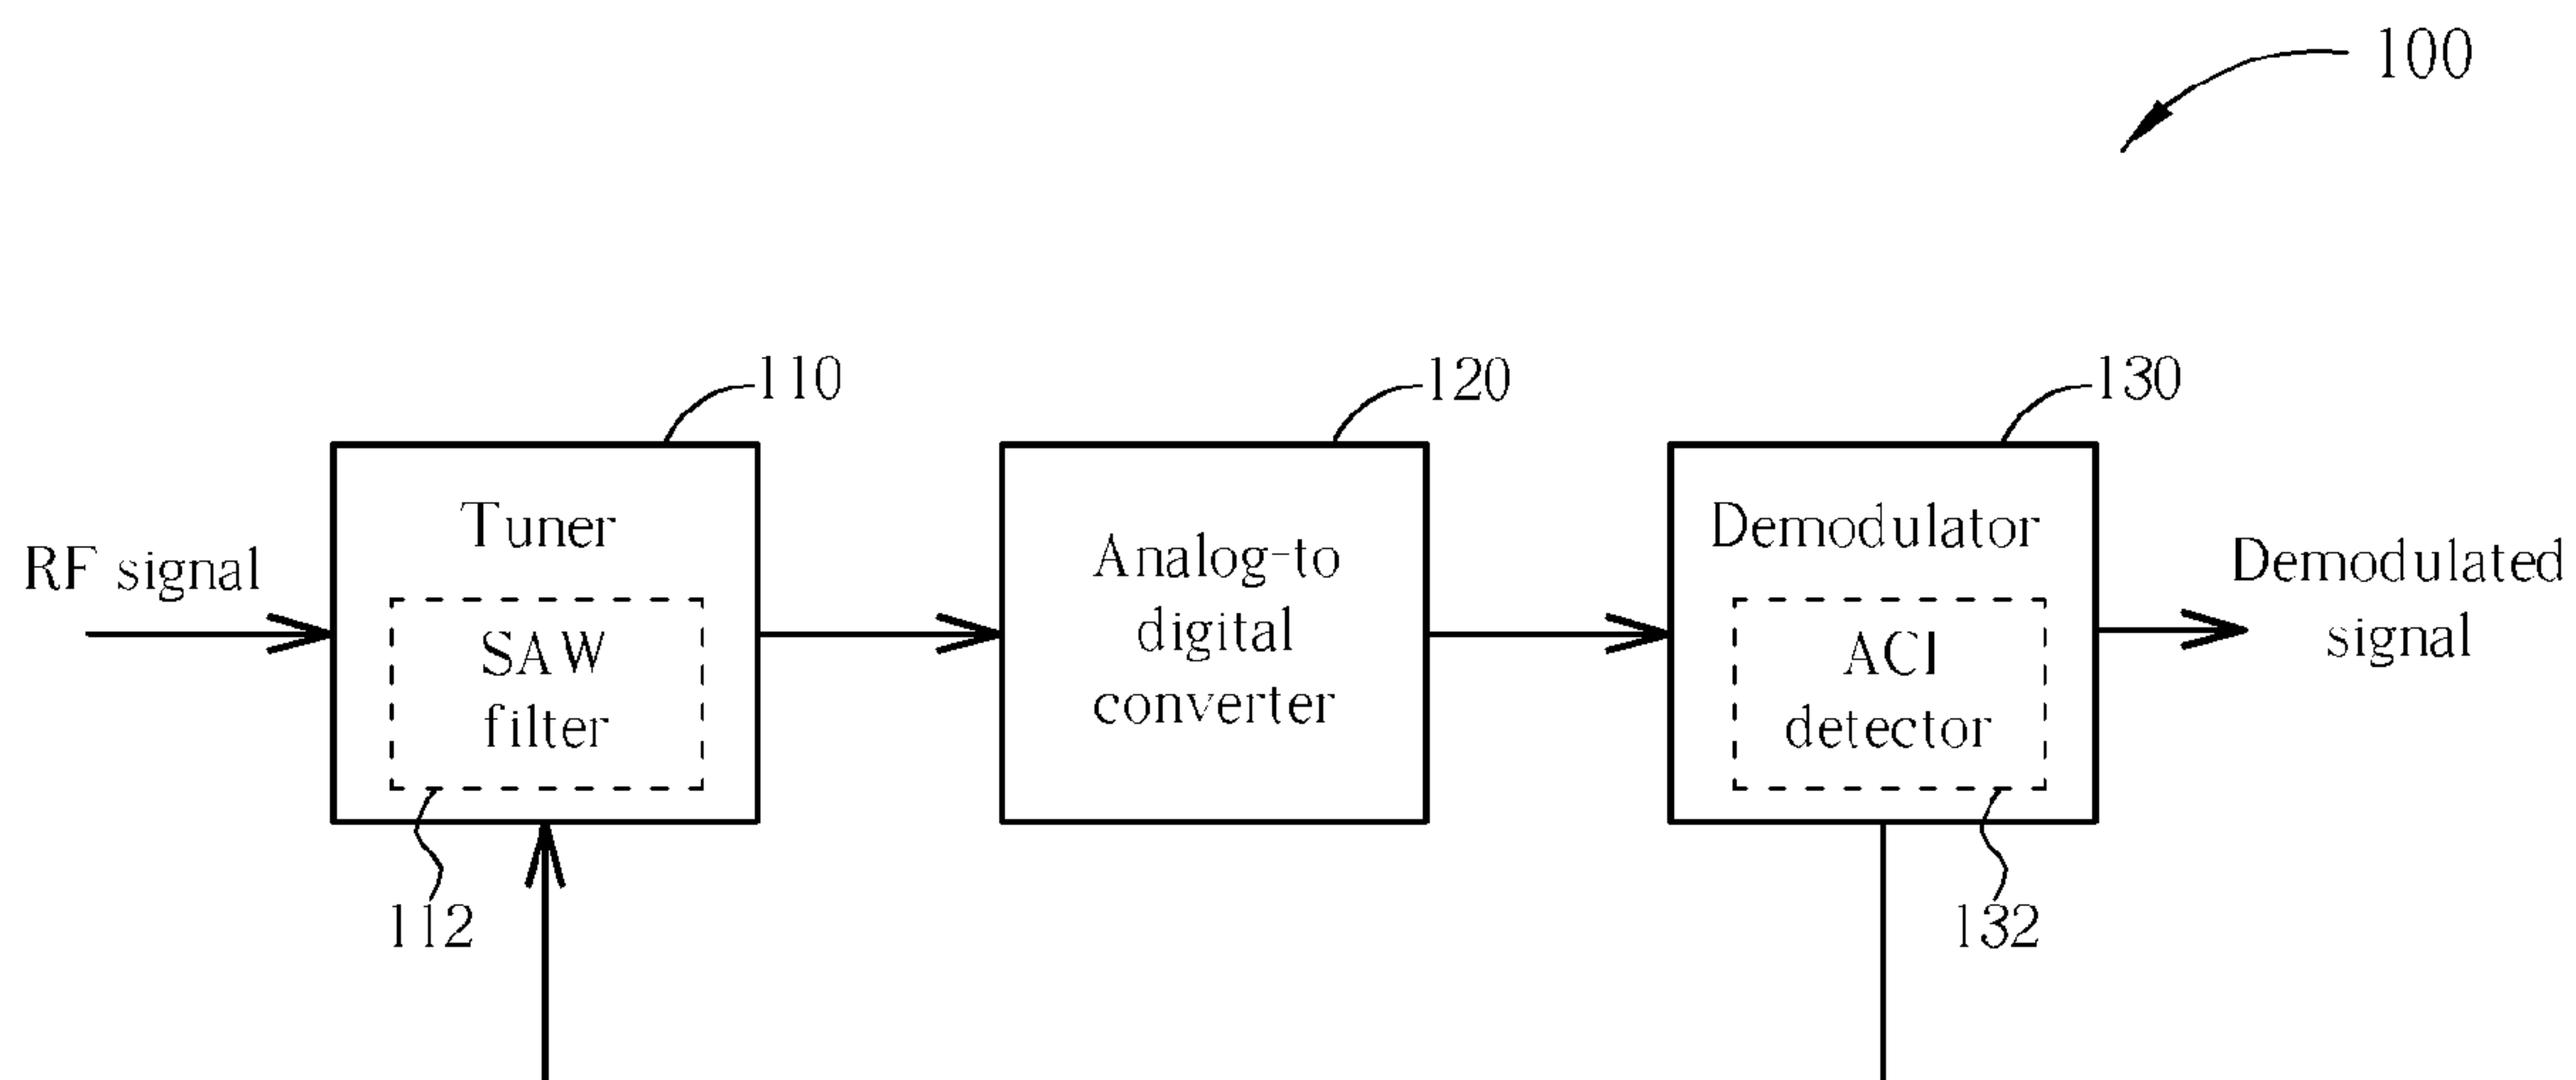 100
110
120
130
Tuner
SAW
filter
RF signal
Analog-to
digital
converter
Demodulator
ACI
detector
Demodulated
signal
112
132